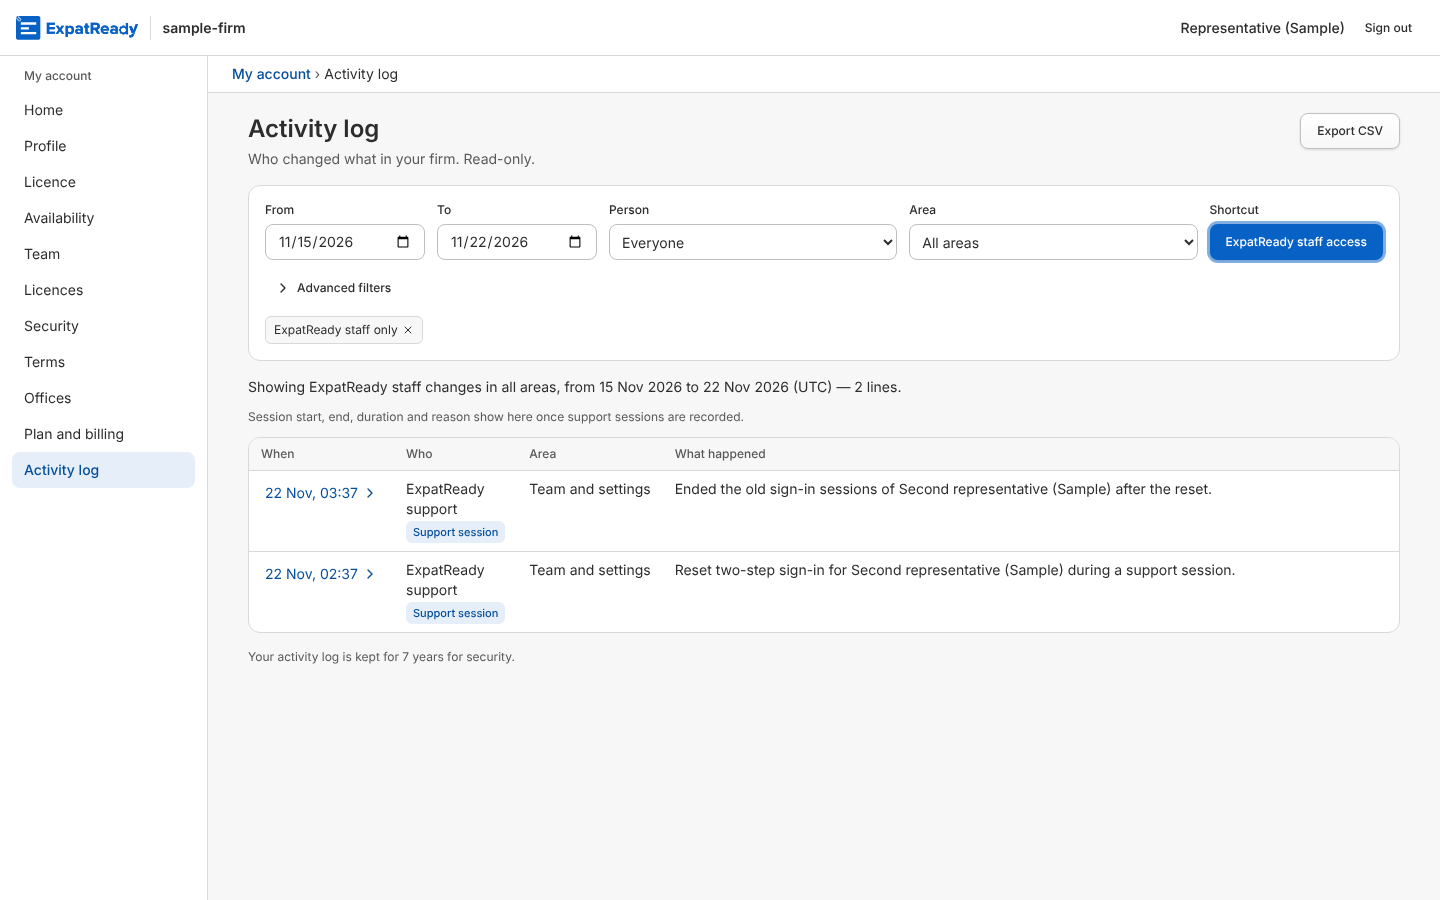 ExpatReady
sample-firm
Representative (Sample)
Sign out
My account
Home
Profile
Licence
Availability
Team
Licences
Security
Terms
Offices
Plan and billing
Activity log
My account › Activity log
Activity log
Who changed what in your firm. Read-only.
Export CSV
From
To
Person
Area
Shortcut
11/15/2026
11/22/2026
Everyone
All areas
ExpatReady staff access
Advanced filters
ExpatReady staff only ×
Showing ExpatReady staff changes in all areas, from 15 Nov 2026 to 22 Nov 2026 (UTC) — 2 lines.
Session start, end, duration and reason show here once support sessions are recorded.
When
Who
Area
What happened
22 Nov, 03:37
ExpatReady
support
Support session
Team and settings
Ended the old sign-in sessions of Second representative (Sample) after the reset.
22 Nov, 02:37
ExpatReady
support
Support session
Team and settings
Reset two-step sign-in for Second representative (Sample) during a support session.
Your activity log is kept for 7 years for security.